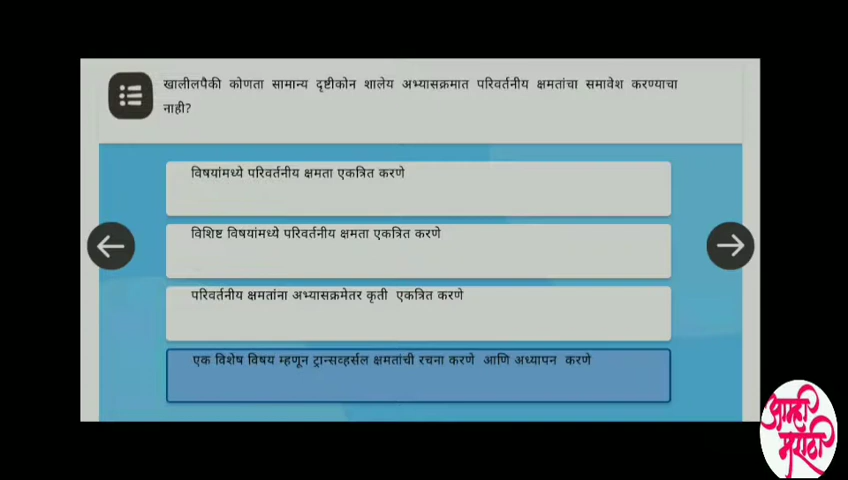 खालीलपैकी कोणता सामान्य दृष्टीकोन शालेय अभ्यासक्रमात परिवर्तनीय क्षमतांचा समावेश करण्याचा
नाही?
विषयांमध्ये परिवर्तनीय क्षमता एकत्रित करणे
विशिष्ट विषयांमध्ये परिवर्तनीय क्षमता एकत्रित करणे
परिवर्तनीय क्षमतांना अभ्यासक्रमेतर कृती एकत्रित करणे
एक विशेष विषय म्हणून ट्रान्सव्हर्सल क्षमतांची रचना करणे आणि अध्यापन करणे
आम्ही
मराठी